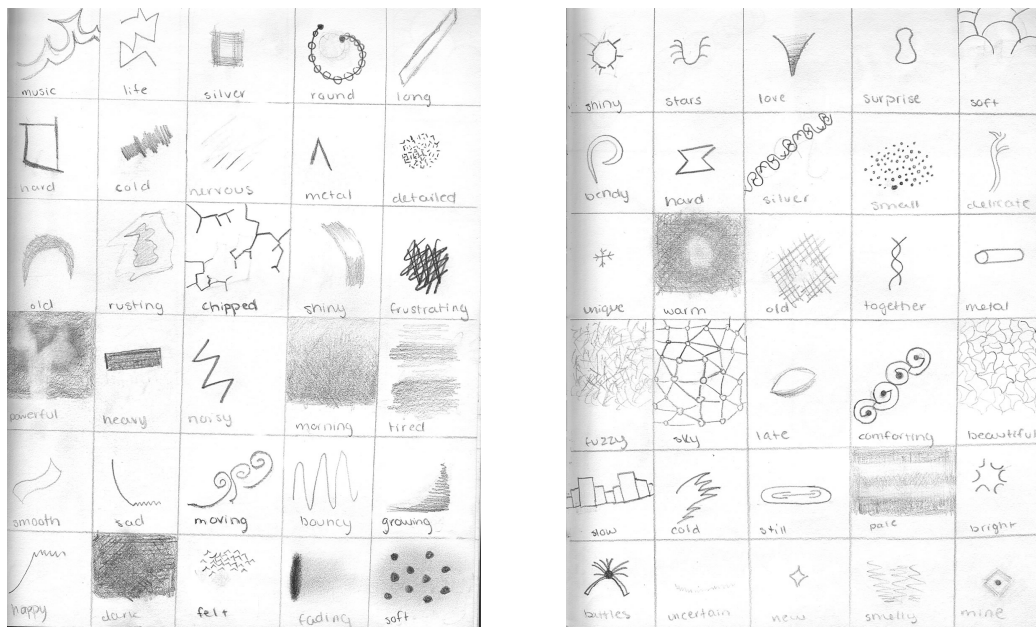 music life silver round long
hard cold nervous metal detailed
old rusting chipped shiny frustrating
powerful heavy noisy morning tired
smooth sad moving bouncy growing
happy dark felt fading soft
shiny stars love surprise soft
bendy hard silver small delicate
unique warm old together metal
fuzzy sky late comforting beautiful
slow cold still pale bright
battles uncertain new smelly mine